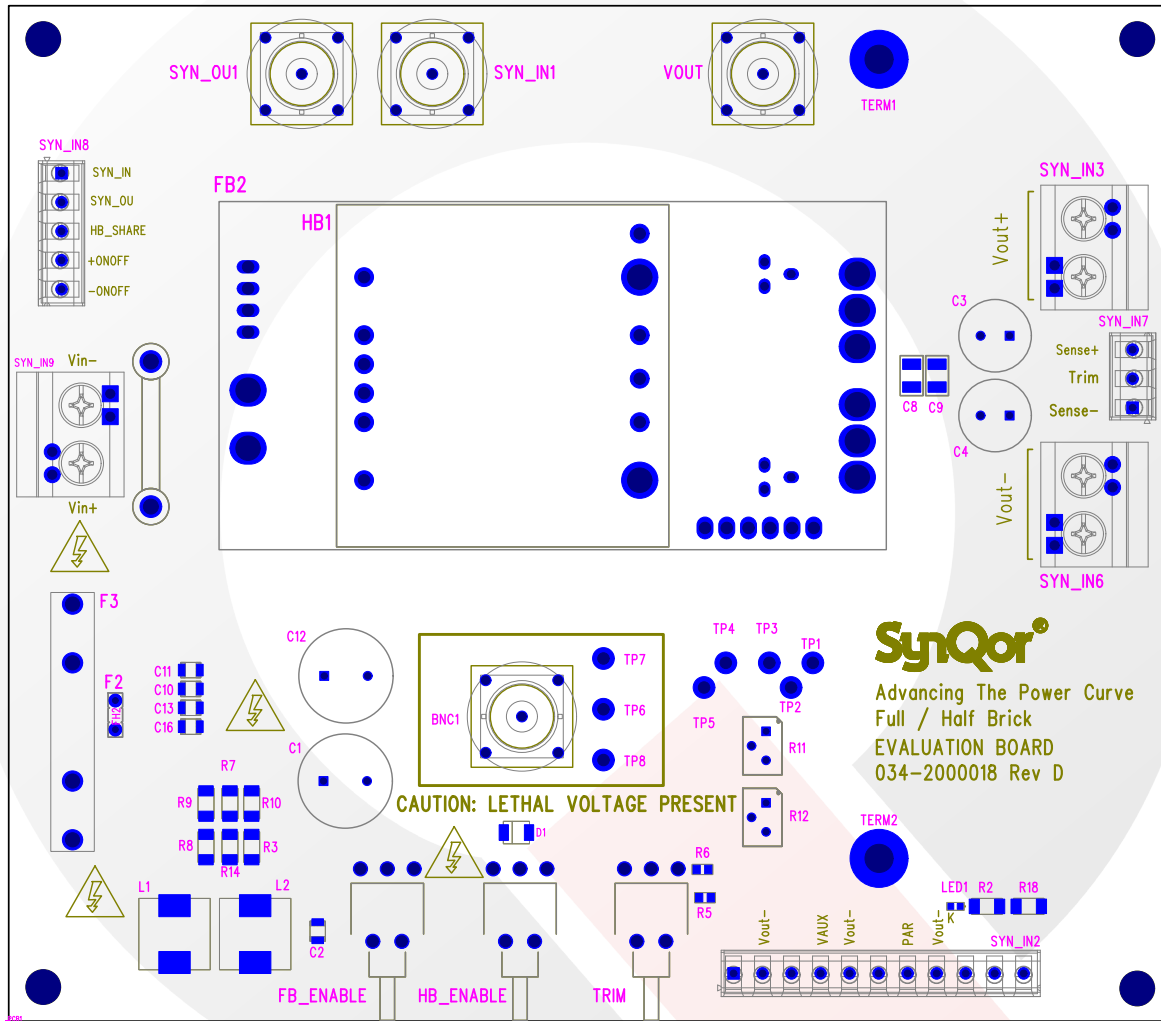 SYN_OU1
SYN_IN1
VOUT
TERM1
SYN_IN8
SYN_IN
SYN_OU
HB_SHARE
+ONOFF
-ONOFF
FB2
HB1
SYN_IN3
Vout+
C3
SYN_IN7
Sense+
Trim
Sense-
C8
C9
C4
SYN_IN9
Vin-
Vin+
Vout-
SYN_IN6
F3
F2
FH2
C11
C10
C13
C16
C12
C1
BNC1
TP7
TP6
TP8
TP4
TP3
TP1
TP5
TP2
R11
R12
SynQor®
Advancing The Power Curve
Full / Half Brick
EVALUATION BOARD
034-2000018 Rev D
CAUTION: LETHAL VOLTAGE PRESENT
R7
R9
R10
R8
R3
R14
D1
TERM2
R6
R5
L1
L2
C2
LED1
R2
R18
K
Vout-
VAUX
Vout-
PAR
Vout-
SYN_IN2
FB_ENABLE
HB_ENABLE
TRIM
PCB1